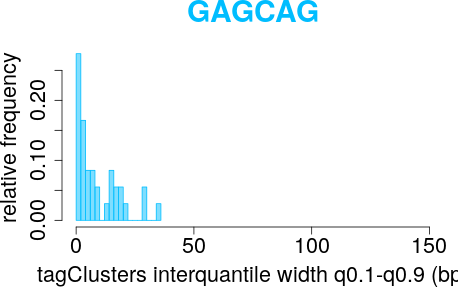 GAGCAG
relative frequency
0.00 0.10 0.20
0 50 100 150
tagClusters interquantile width q0.1-q0.9 (bp